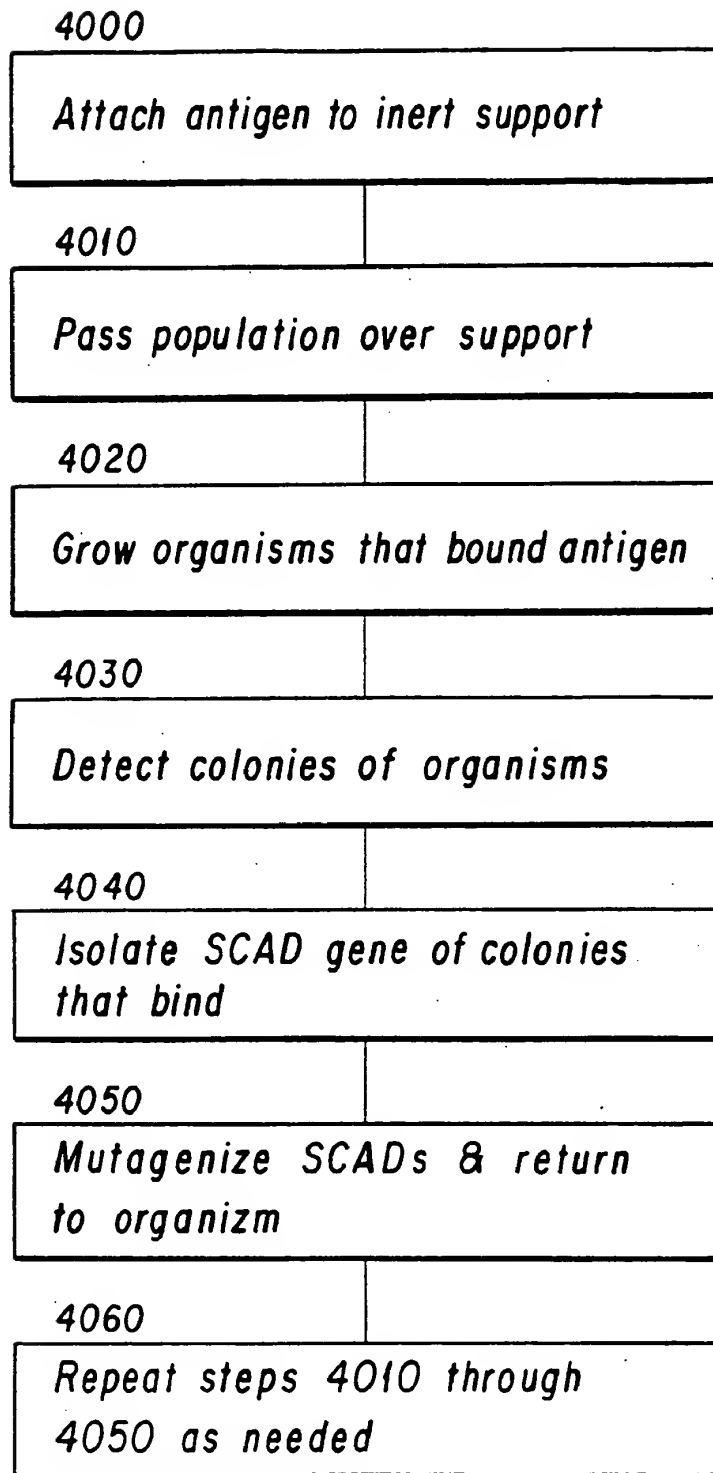 4000
Attach antigen to inert support
4010
Pass population over support
4020
Grow organisms that bound antigen
4030
Detect colonies of organisms
4040
Isolate SCAD gene of colonies
that bind
4050
Mutagenize SCADs & return
to organizm
4060
Repeat steps 4010 through
4050 as needed